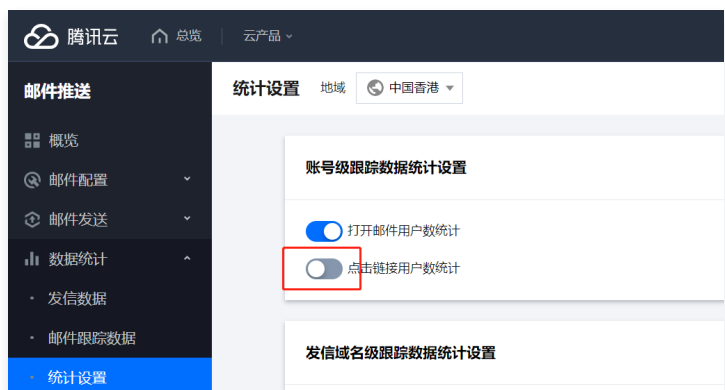 腾讯云 总览 云产品
邮件推送
统计设置 地域 中国香港
概览
账号级跟踪数据统计设置
邮件配置
邮件发送
打开邮件用户数统计
数据统计
点击链接用户数统计
发信数据
邮件跟踪数据
发信域名级跟踪数据统计设置
统计设置